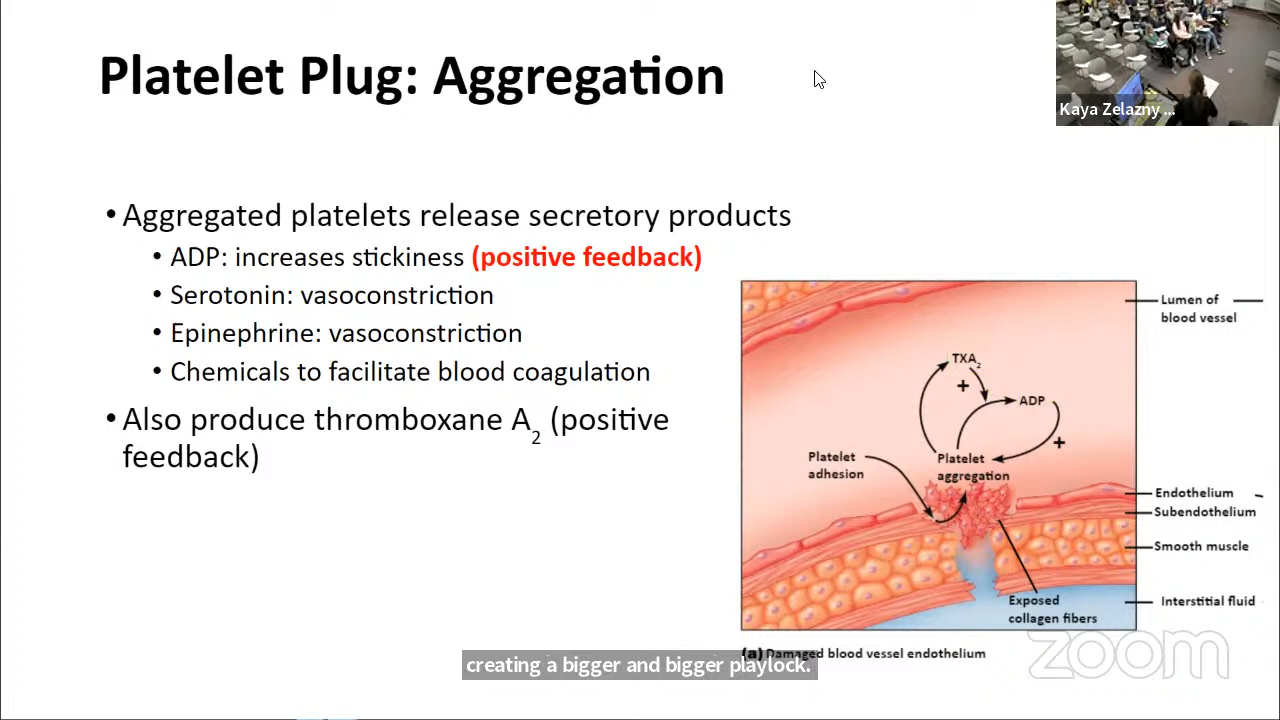 Platelet Plug: Aggregation
Kaya Zelazny ...
• Aggregated platelets release secretory products
• ADP: increases stickiness (positive feedback)
• Serotonin: vasoconstriction
• Epinephrine: vasoconstriction
• Chemicals to facilitate blood coagulation
• Also produce thromboxane A2 (positive
feedback)
Lumen of
blood vessel
TXA2
+
ADP
+
Platelet
adhesion
Platelet
aggregation
Endothelium
Subendothelium
Smooth muscle
Exposed
collagen fibers
Interstitial fluid
(a) Damaged blood vessel endothelium
creating a bigger and bigger playlock.
zoom